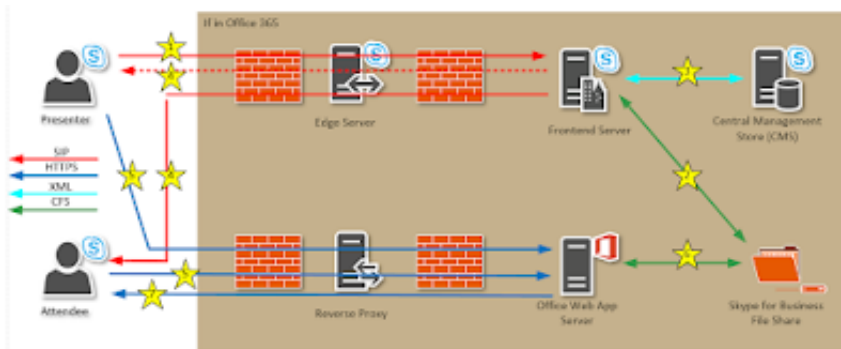 If in Office 365
Presenter
Edge Server
Frontend Server
Central Management
Store (CMS)
SIP
HTTPS
XML
CFS
Attendee
Reverse Proxy
Office Web App
Server
Skype for Business
File Share